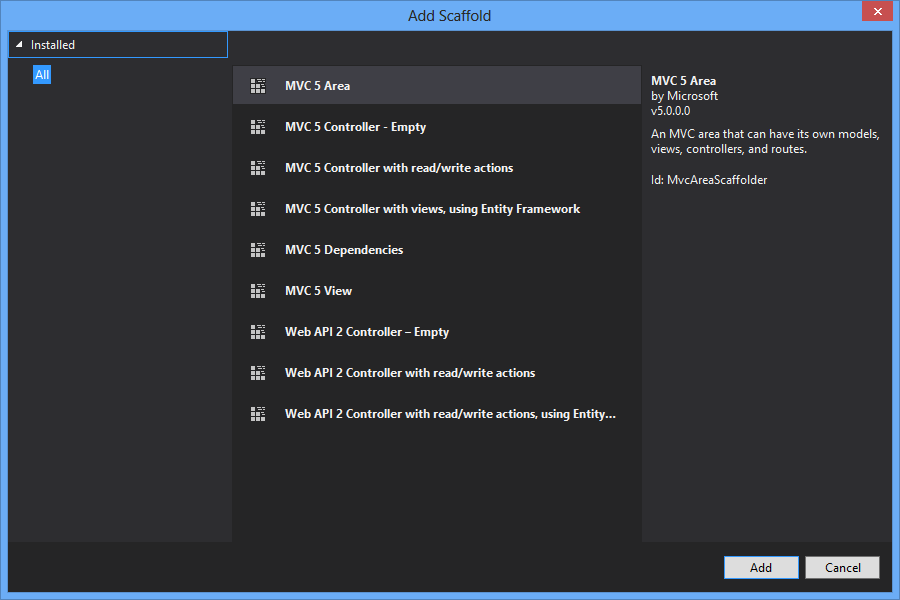 Add Scaffold
Installed
All
MVC 5 Area
MVC 5 Controller - Empty
MVC 5 Controller with read/write actions
MVC 5 Controller with views, using Entity Framework
MVC 5 Dependencies
MVC 5 View
Web API 2 Controller – Empty
Web API 2 Controller with read/write actions
Web API 2 Controller with read/write actions, using Entity...
MVC 5 Area
by Microsoft
v5.0.0.0
An MVC area that can have its own models,
views, controllers, and routes.
Id: MvcAreaScaffolder
Add
Cancel